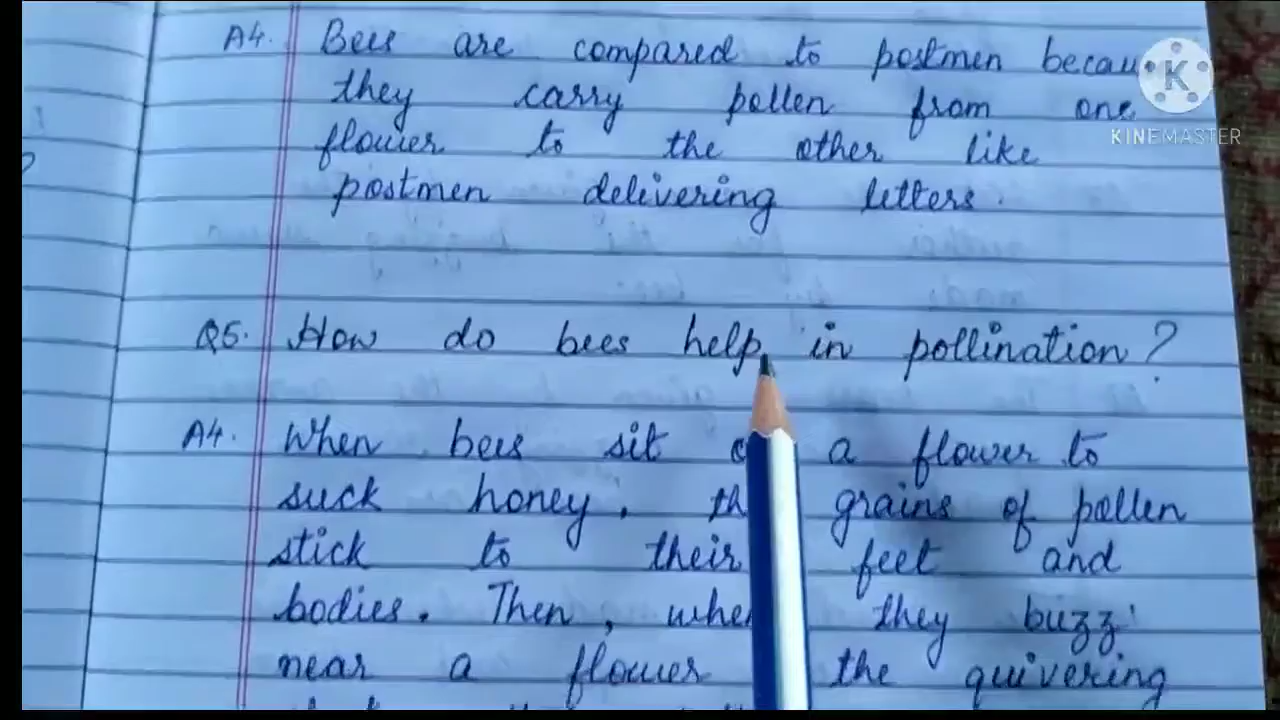 A4. Bees are compared to postmen
they carry pollen from one
flower to the other like
postmen delivering letters.
KINEMASTER
Q5. How do bees help in pollination?
A4. When bees sit a flower to
suck honey, grains of pollen
stick to their feet and
bodies. Then, they buzz
near a flower the quivering